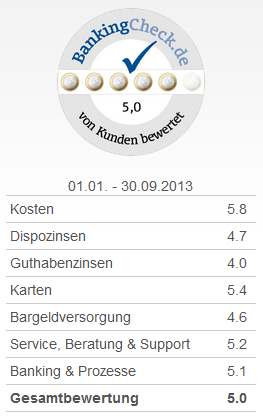 BankingCheck.de
5,0
von Kunden bewertet
01.01. - 30.09.2013
Kosten 5.8
Dispozinsen 4.7
Guthabenzinsen 4.0
Karten 5.4
Bargeldversorgung 4.6
Service, Beratung & Support 5.2
Banking & Prozesse 5.1
Gesamtbewertung 5.0